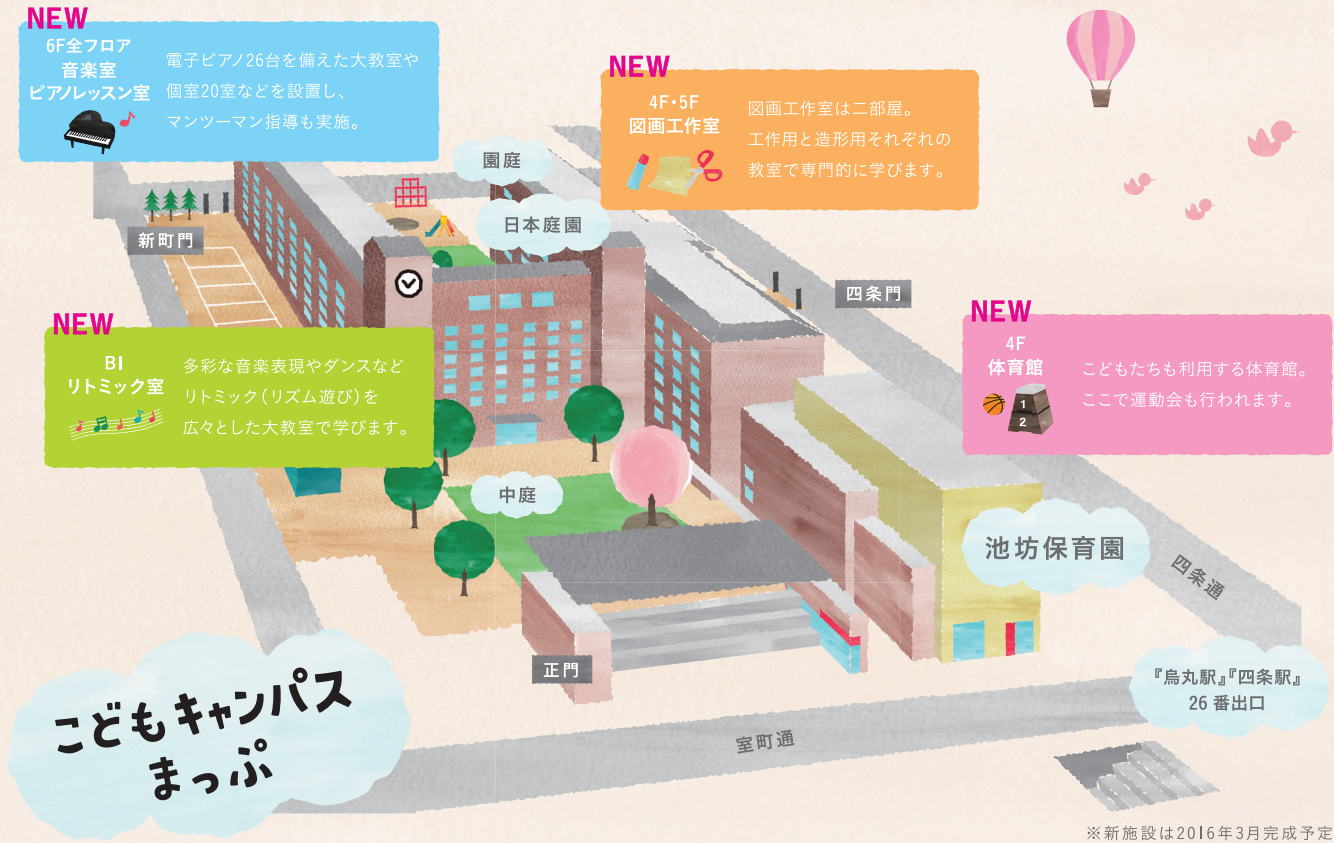 NEW
6F全フロア
音楽室
ピアノレッスン室
電子ピアノ26台を備えた大教室や
個室20室などを設置し、
マンツーマン指導も実施。
NEW
4F・5F
図画工作室
図画工作室は二部屋。
工作用と造形用それぞれの
教室で専門的に学びます。
園庭
日本庭園
新町門
四条門
NEW
B1
リトミック室
多彩な音楽表現やダンスなど
リトミック(リズム遊び)を
広々とした大教室で学びます。
NEW
4F
体育館
1
2
こどもたちも利用する体育館。
ここで運動会も行われます。
中庭
池坊保育園
四条通
正門
『烏丸駅』『四条駅』
26番出口
室町通
こどもキャンパス
まっぷ
※新施設は2016年3月完成予定